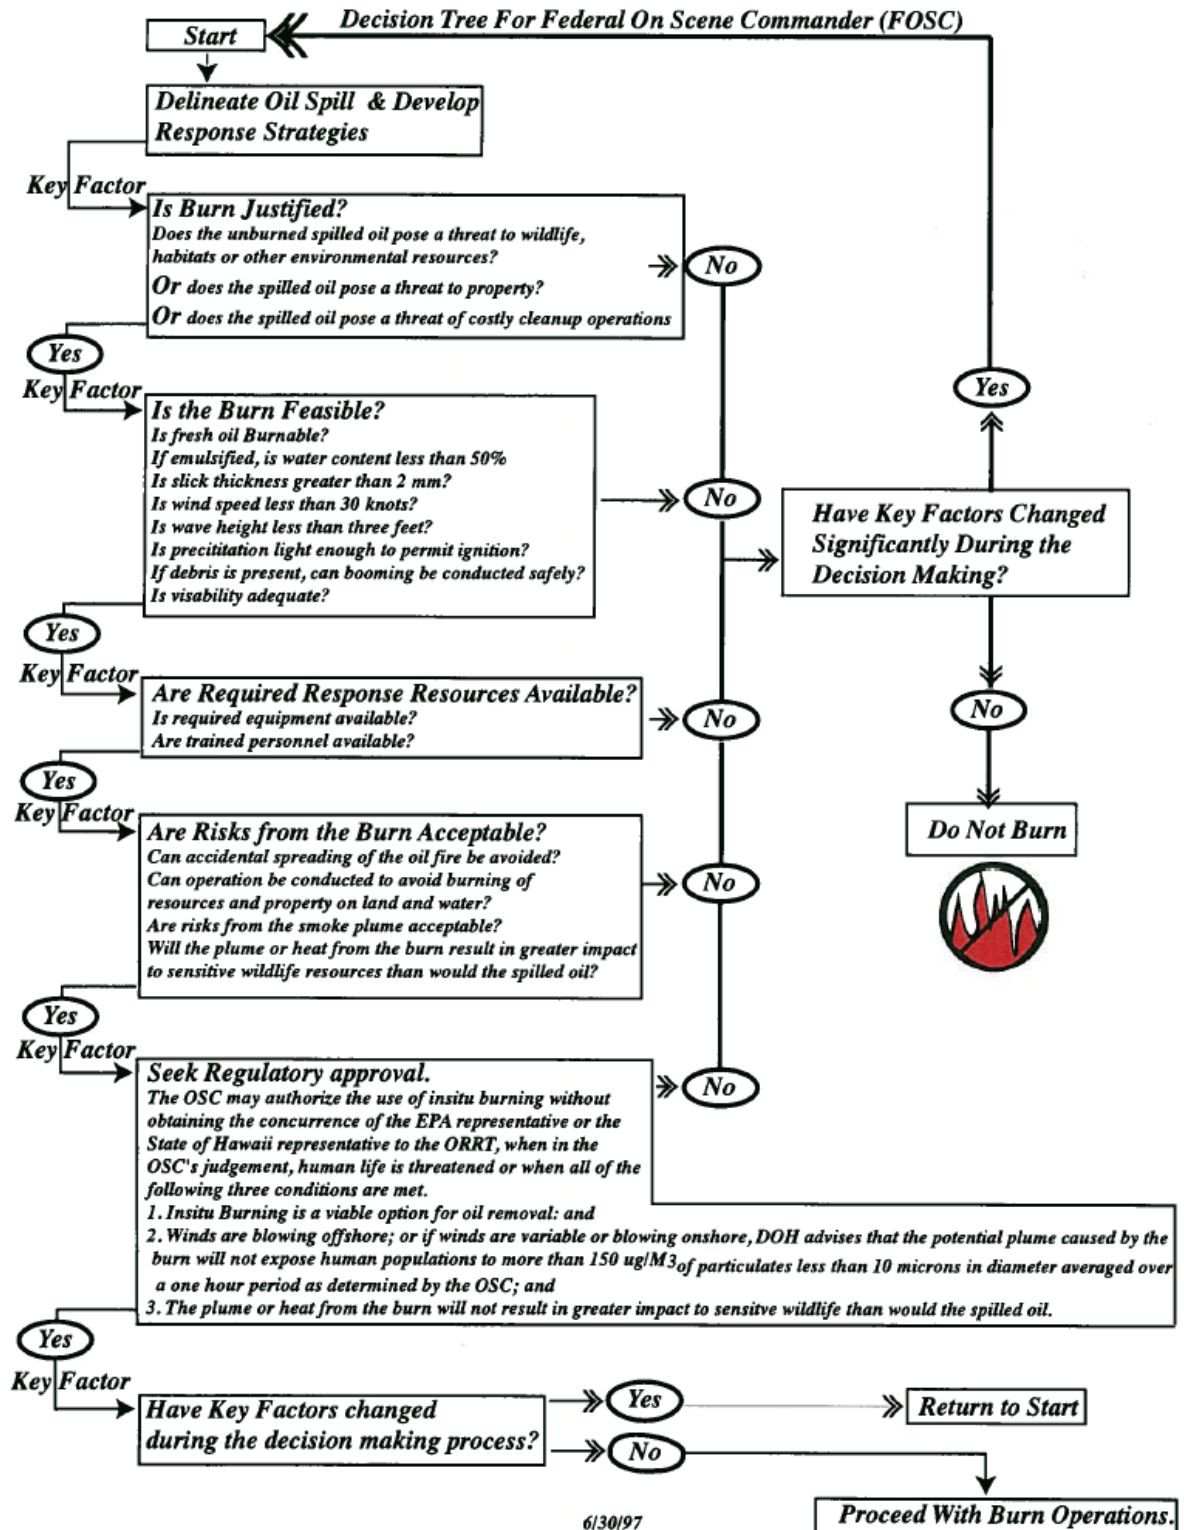 Decision Tree For Federal On Scene Commander (FOSC)
Start
Delineate Oil Spill & Develop
Response Strategies
Key Factor
Is Burn Justified?
Does the unburned spilled oil pose a threat to wildlife,
habitats or other environmental resources?
Or does the spilled oil pose a threat to property?
Or does the spilled oil pose a threat of costly cleanup operations
No
Yes
Key Factor
Is the Burn Feasible?
Is fresh oil Burnable?
If emulsified, is water content less than 50%
Is slick thickness greater than 2 mm?
Is wind speed less than 30 knots?
Is wave height less than three feet?
Is precititation light enough to permit ignition?
If debris is present, can booming be conducted safely?
Is visability adequate?
No
Yes
Have Key Factors Changed
Significantly During the
Decision Making?
No
Do Not Burn
Yes
Key Factor
Are Required Response Resources Available?
Is required equipment available?
Are trained personnel available?
No
Yes
Key Factor
Are Risks from the Burn Acceptable?
Can accidental spreading of the oil fire be avoided?
Can operation be conducted to avoid burning of
resources and property on land and water?
Are risks from the smoke plume acceptable?
Will the plume or heat from the burn result in greater impact
to sensitive wildlife resources than would the spilled oil?
No
Yes
Key Factor
Seek Regulatory approval.
The OSC may authorize the use of insitu burning without
obtaining the concurrence of the EPA representative or the
State of Hawaii representative to the ORRT, when in the
OSC's judgement, human life is threatened or when all of the
following three conditions are met.
1. Insitu Burning is a viable option for oil removal: and
2. Winds are blowing offshore; or if winds are variable or blowing onshore, DOH advises that the potential plume caused by the
burn will not expose human populations to more than 150 ug/M3 of particulates less than 10 microns in diameter averaged over
a one hour period as determined by the OSC; and
3. The plume or heat from the burn will not result in greater impact to sensitve wildlife than would the spilled oil.
No
Yes
Key Factor
Have Key Factors changed
during the decision making process?
Yes
Return to Start
No
Proceed With Burn Operations.
6/30/97